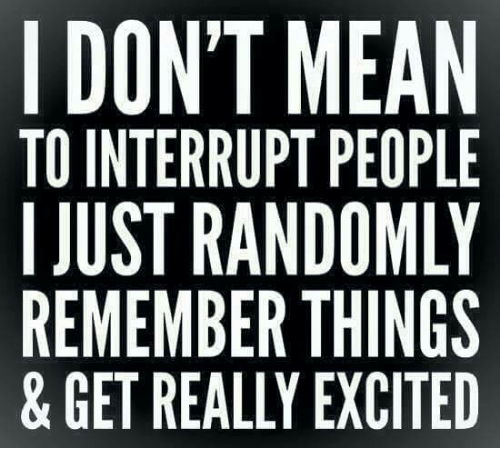 I DON'T MEAN
TO INTERRUPT PEOPLE
I JUST RANDOMLY
REMEMBER THINGS
& GET REALLY EXCITED